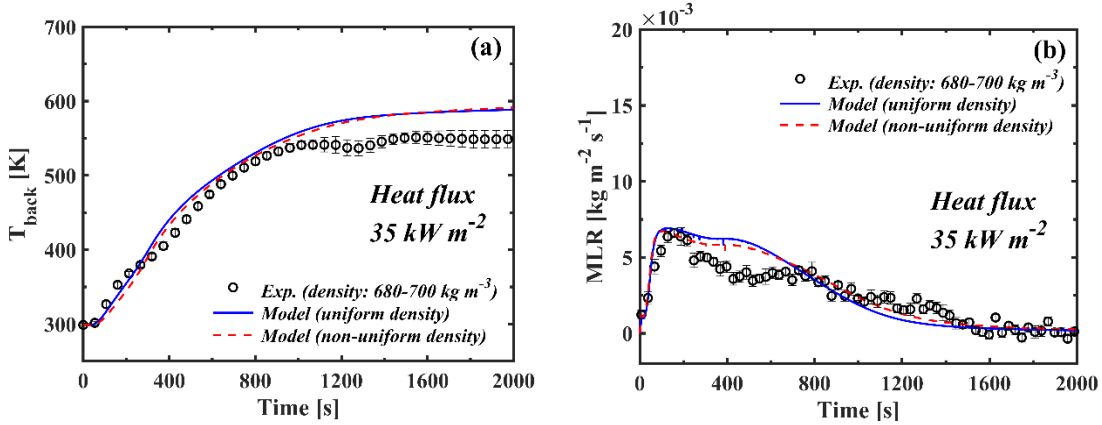 (a)
700
600
500
400
300
T_back [K]
Heat flux
35 kW m⁻²
Exp. (density: 680-700 kg m⁻³)
Model (uniform density)
Model (non-uniform density)
0 400 800 1200 1600 2000
Time [s]
×10⁻³
(b)
20
15
10
5
0
MLR [kg m⁻² s⁻¹]
Exp. (density: 680-700 kg m⁻³)
Model (uniform density)
Model (non-uniform density)
Heat flux
35 kW m⁻²
0 400 800 1200 1600 2000
Time [s]